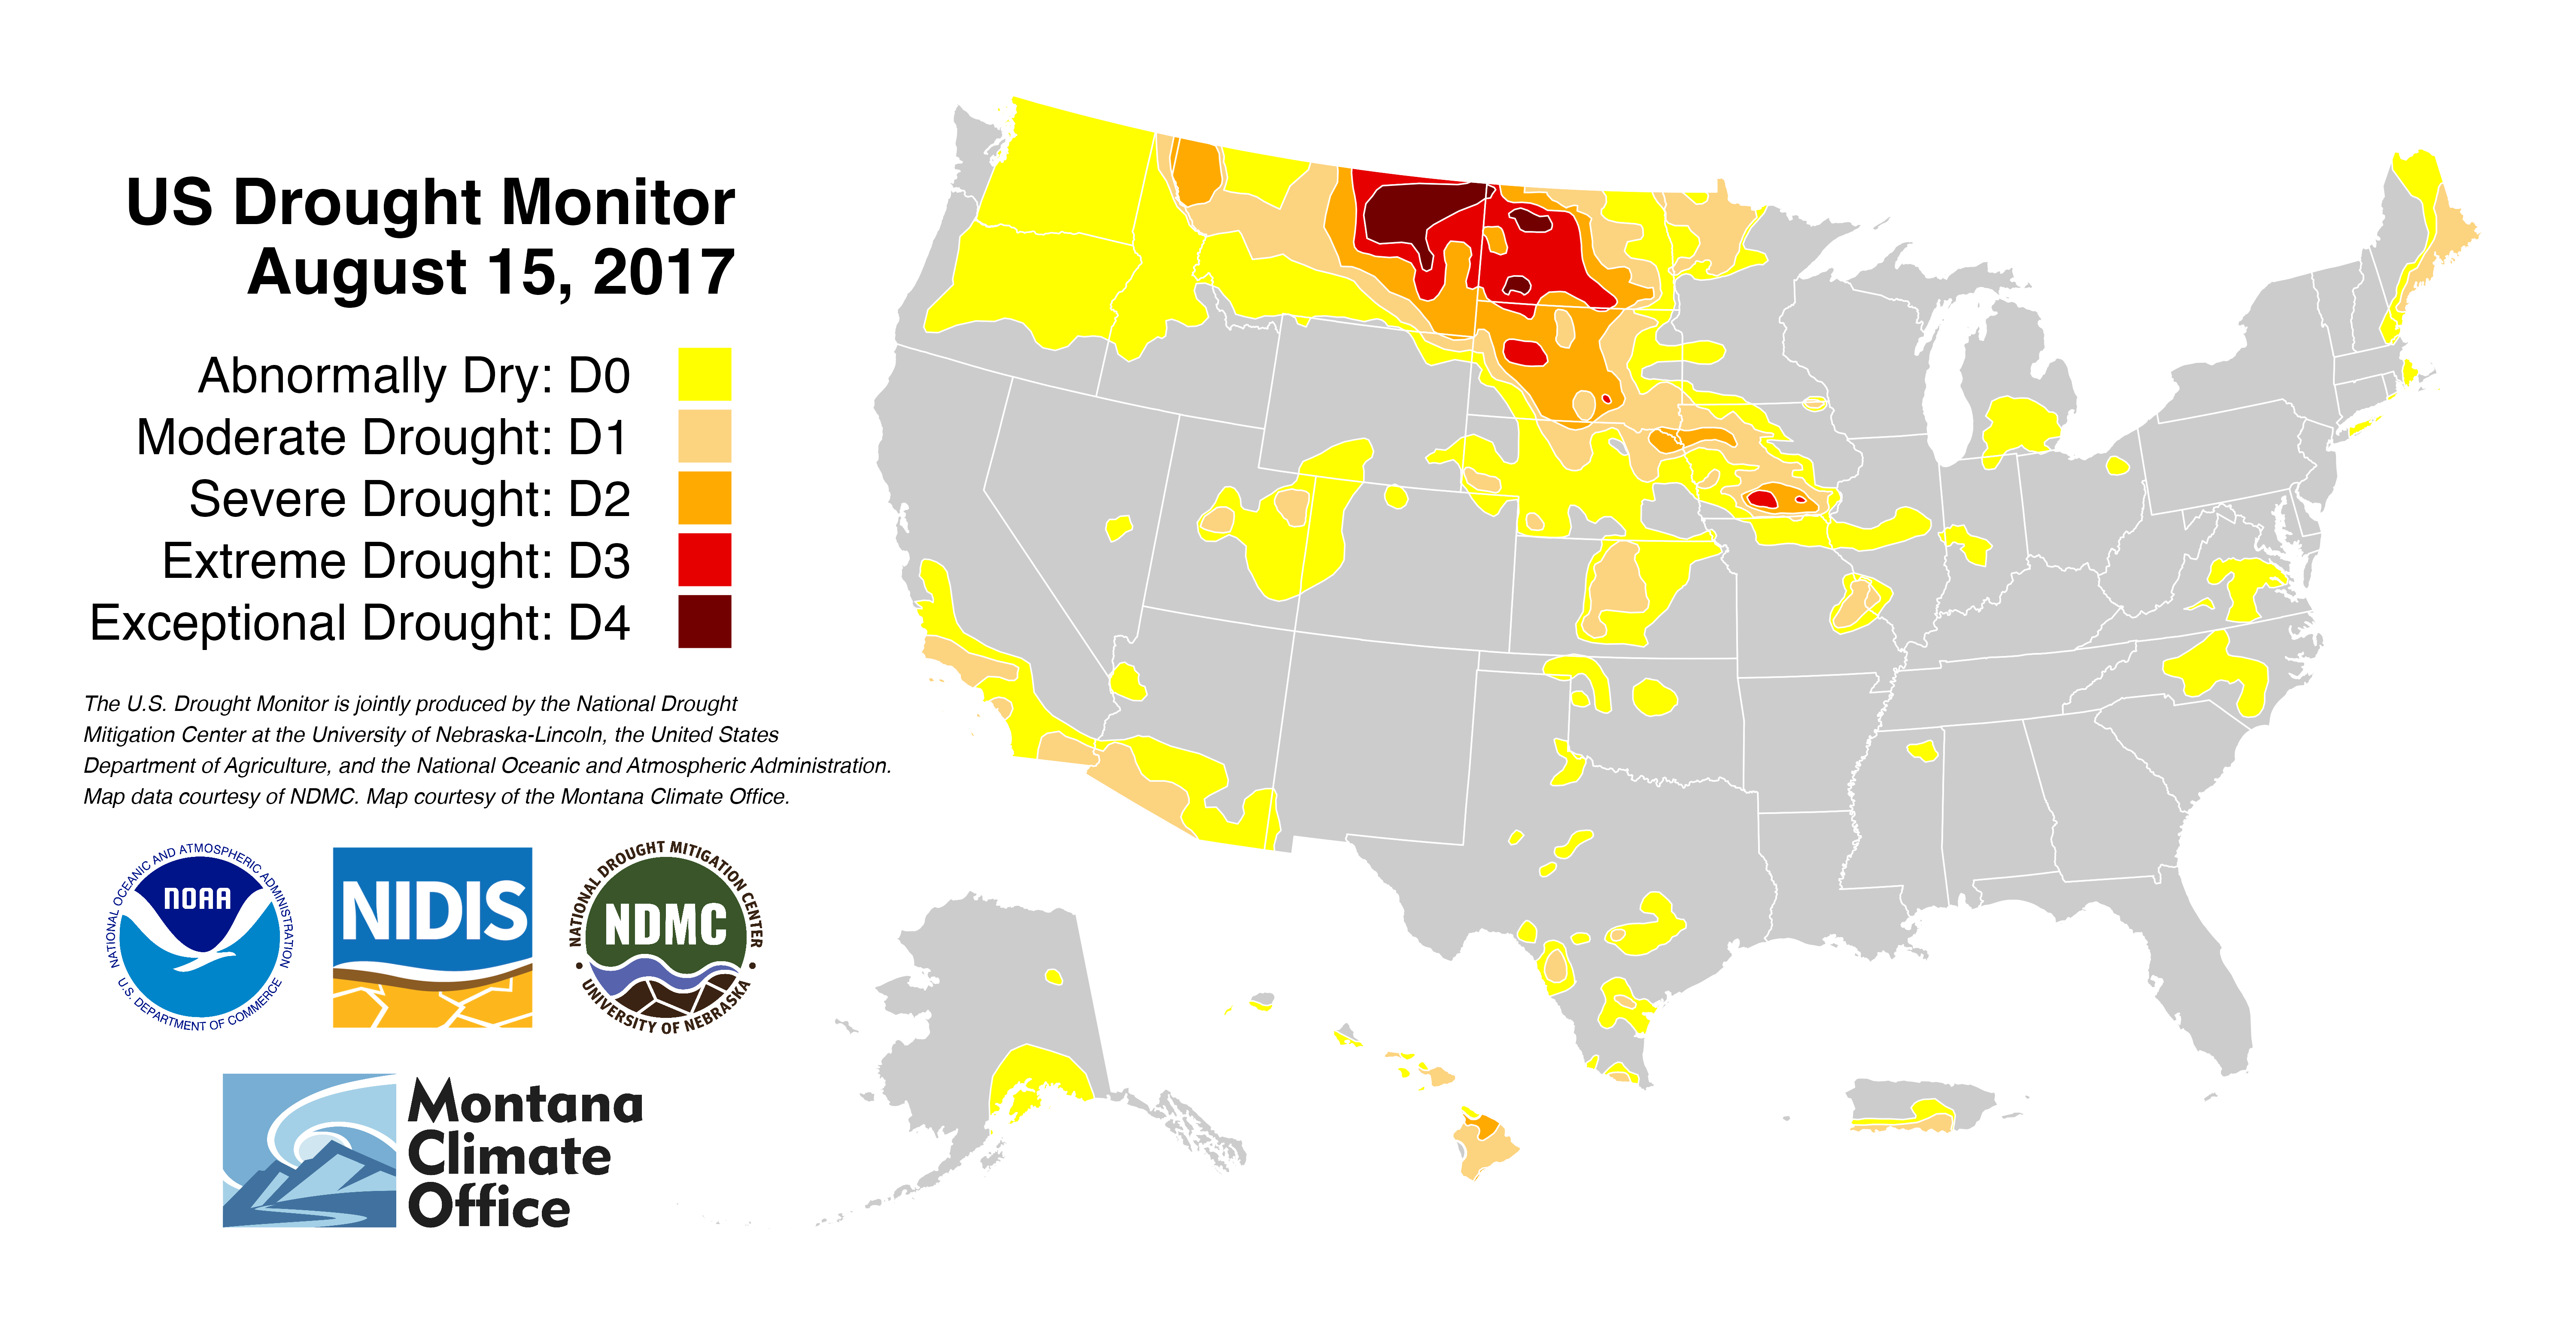 US Drought Monitor
August 15, 2017
Abnormally Dry: D0
Moderate Drought: D1
Severe Drought: D2
Extreme Drought: D3
Exceptional Drought: D4
The U.S. Drought Monitor is jointly produced by the National Drought
Mitigation Center at the University of Nebraska-Lincoln, the United States
Department of Agriculture, and the National Oceanic and Atmospheric Administration.
Map data courtesy of NDMC. Map courtesy of the Montana Climate Office.
NATIONAL OCEANIC AND ATMOSPHERIC ADMINISTRATION
NOAA
U.S. DEPARTMENT OF COMMERCE
NIDIS
NATIONAL DROUGHT MITIGATION CENTER
NDMC
UNIVERSITY OF NEBRASKA
Montana
Climate
Office